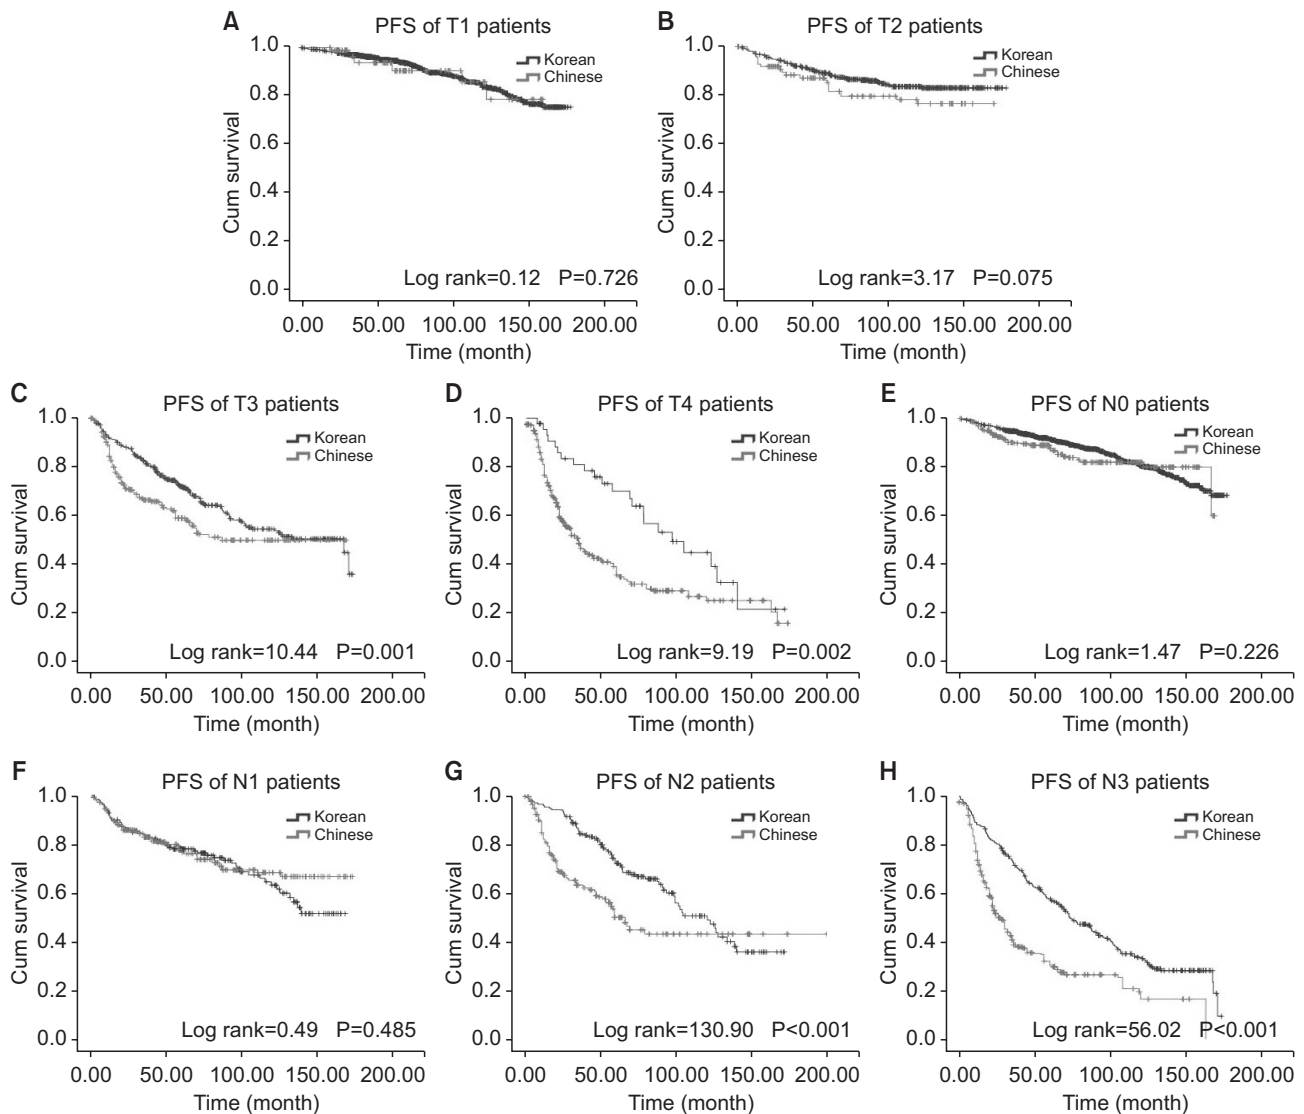 A
PFS of T1 patients
Korean
Chinese
Cum survival
1.0
0.8
0.6
0.4
0.2
0.0
Log rank=0.12 P=0.726
0.00 50.00 100.00 150.00 200.00
Time (month)
B
PFS of T2 patients
Korean
Chinese
Cum survival
1.0
0.8
0.6
0.4
0.2
0.0
Log rank=3.17 P=0.075
0.00 50.00 100.00 150.00 200.00
Time (month)
C
PFS of T3 patients
Korean
Chinese
Cum survival
1.0
0.8
0.6
0.4
0.2
0.0
Log rank=10.44 P=0.001
0.00 50.00 100.00 150.00 200.00
Time (month)
D
PFS of T4 patients
Korean
Chinese
Cum survival
1.0
0.8
0.6
0.4
0.2
0.0
Log rank=9.19 P=0.002
0.00 50.00 100.00 150.00 200.00
Time (month)
E
PFS of N0 patients
Korean
Chinese
Cum survival
1.0
0.8
0.6
0.4
0.2
0.0
Log rank=1.47 P=0.226
0.00 50.00 100.00 150.00 200.00
Time (month)
F
PFS of N1 patients
Korean
Chinese
Cum survival
1.0
0.8
0.6
0.4
0.2
0.0
Log rank=0.49 P=0.485
0.00 50.00 100.00 150.00 200.00
Time (month)
G
PFS of N2 patients
Korean
Chinese
Cum survival
1.0
0.8
0.6
0.4
0.2
0.0
Log rank=130.90 P<0.001
0.00 50.00 100.00 150.00 200.00
Time (month)
H
PFS of N3 patients
Korean
Chinese
Cum survival
1.0
0.8
0.6
0.4
0.2
0.0
Log rank=56.02 P<0.001
0.00 50.00 100.00 150.00 200.00
Time (month)